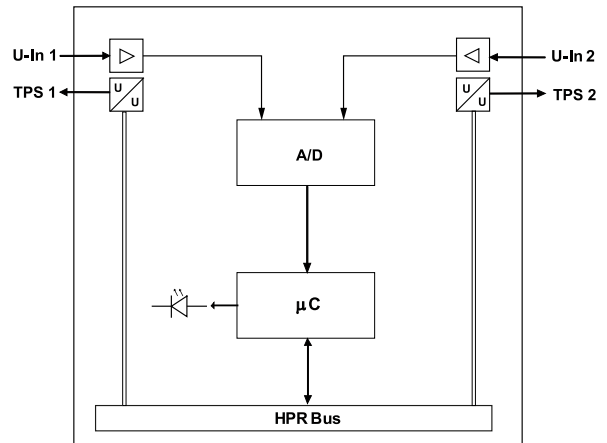 U-In 1
U-In 2
TPS 1
U
U
U
U
TPS 2
A/D
μC
HPR Bus